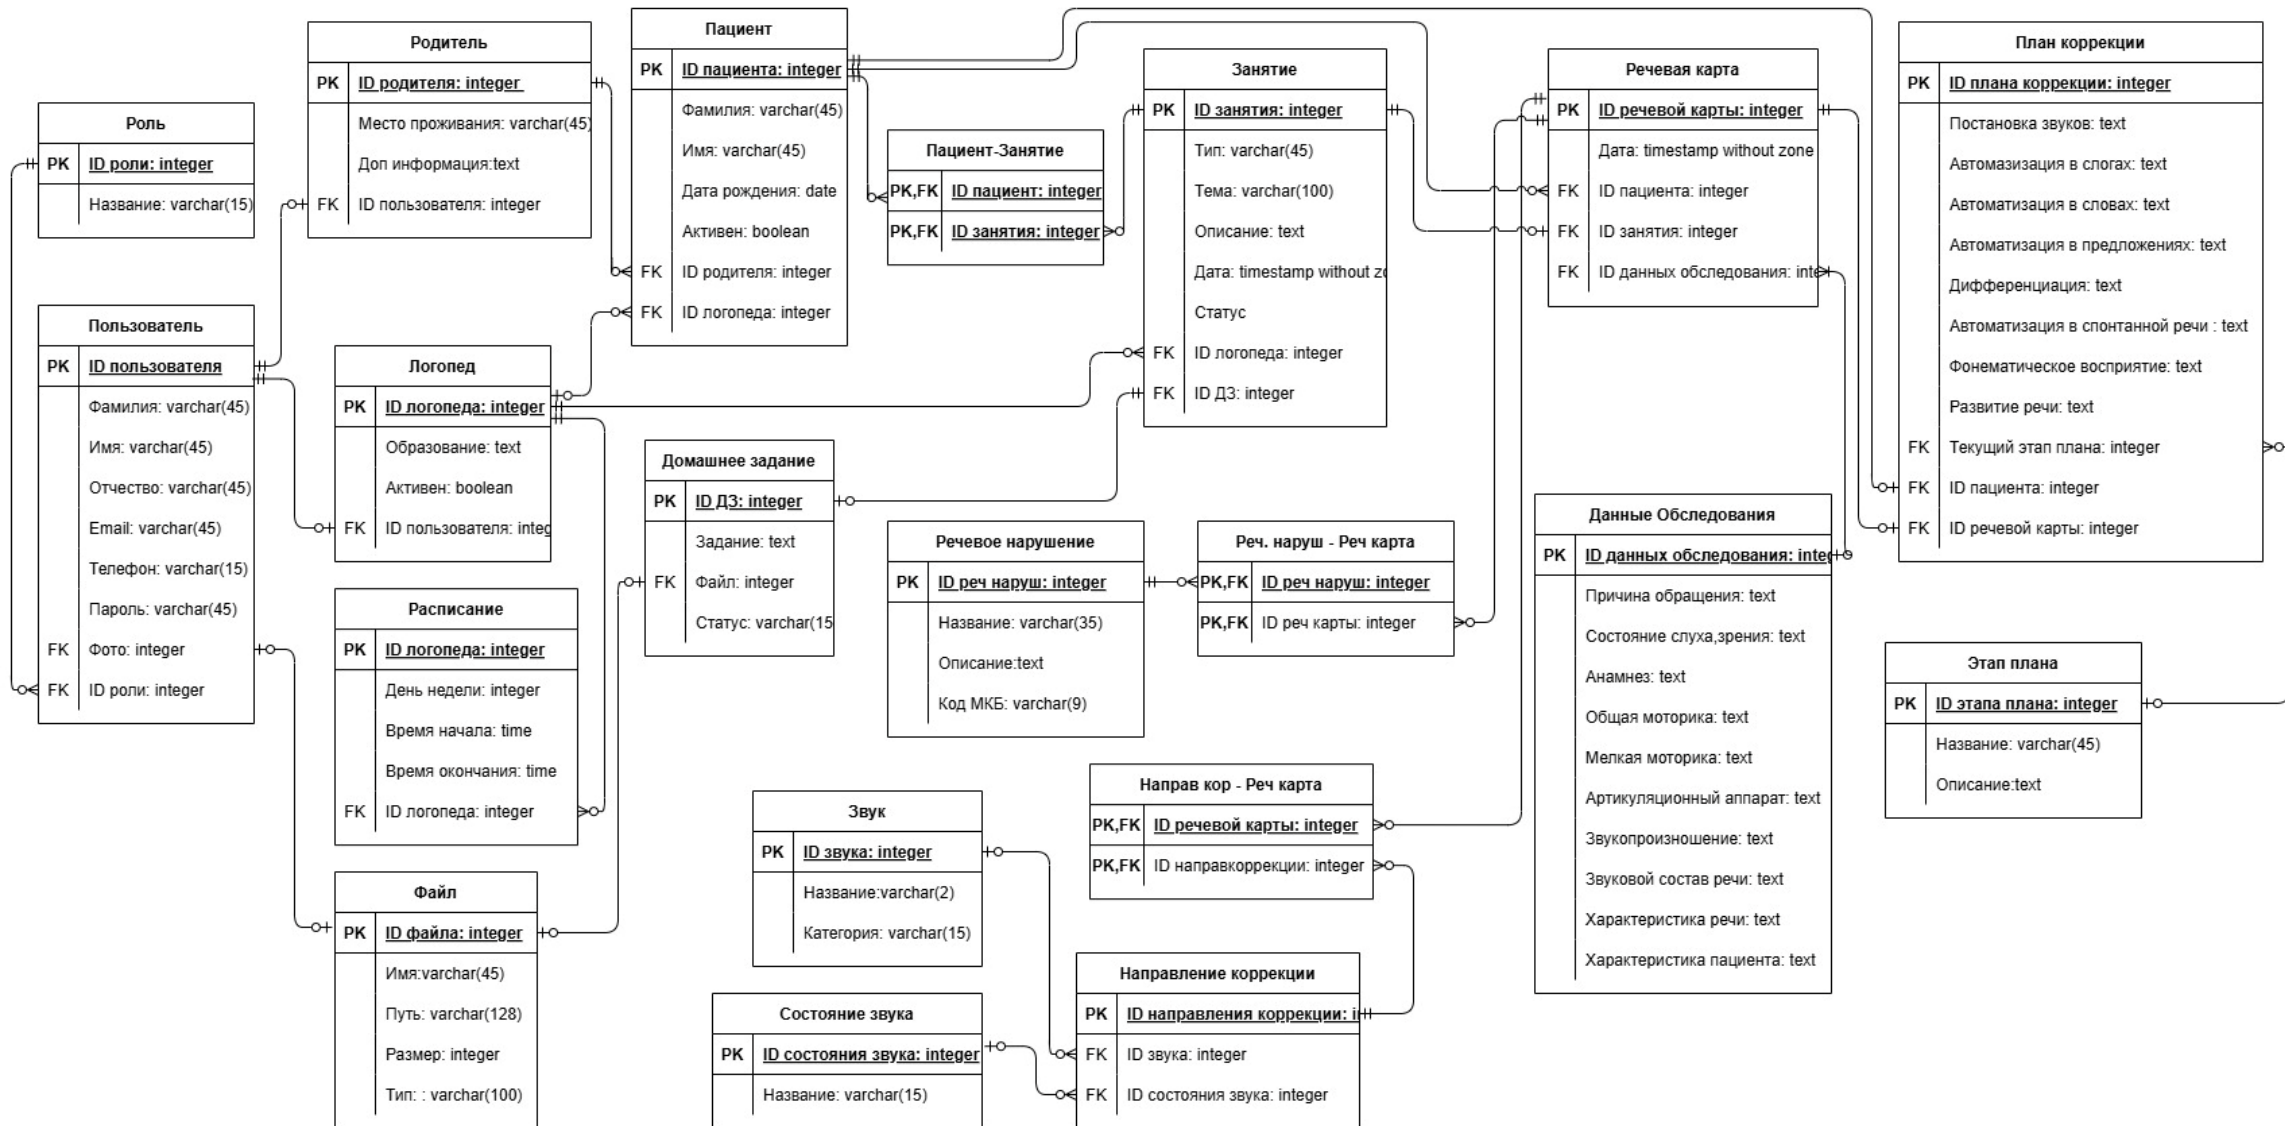 Роль
PK ID роли: integer
Название: varchar(15)
Родитель
PK ID родителя: integer
Место проживания: varchar(45)
Доп информация:text
FK ID пользователя: integer
Пациент
PK ID пациента: integer
Фамилия: varchar(45)
Имя: varchar(45)
Дата рождения: date
Активен: boolean
FK ID родителя: integer
FK ID логопеда: integer
Пациент-Занятие
PK,FK ID пациент: integer
PK,FK ID занятия: integer
Занятие
PK ID занятия: integer
Тип: varchar(45)
Тема: varchar(100)
Описание: text
Дата: timestamp without zo
Статус
FK ID логопеда: integer
FK ID ДЗ: integer
Речевая карта
PK ID речевой карты: integer
Дата: timestamp without zone
FK ID пациента: integer
FK ID занятия: integer
FK ID данных обследования: inte
План коррекции
PK ID плана коррекции: integer
Постановка звуков: text
Автомазизация в слогах: text
Автоматизация в словах: text
Автоматизация в предложениях: text
Дифференциация: text
Автоматизация в спонтанной речи : text
Фонематическое восприятие: text
Развитие речи: text
FK Текущий этап плана: integer
FK ID пациента: integer
FK ID речевой карты: integer
Пользователь
PK ID пользователя
Фамилия: varchar(45)
Имя: varchar(45)
Отчество: varchar(45)
Email: varchar(45)
Телефон: varchar(15)
Пароль: varchar(45)
FK Фото: integer
FK ID роли: integer
Логопед
PK ID логопеда: integer
Образование: text
Активен: boolean
FK ID пользователя: integ
Расписание
PK ID логопеда: integer
День недели: integer
Время начала: time
Время окончания: time
FK ID логопеда: integer
Файл
PK ID файла: integer
Имя:varchar(45)
Путь: varchar(128)
Размер: integer
Тип: : varchar(100)
Домашнее задание
PK ID ДЗ: integer
Задание: text
FK Файл: integer
Статус: varchar(15
Речевое нарушение
PK ID реч наруш: integer
Название: varchar(35)
Описание:text
Код МКБ: varchar(9)
Реч. наруш - Реч карта
PK,FK ID реч наруш: integer
PK,FK ID реч карты: integer
Данные Обследования
PK ID данных обследования: integ
Причина обращения: text
Состояние слуха,зрения: text
Анамнез: text
Общая моторика: text
Мелкая моторика: text
Артикуляционный аппарат: text
Звукопроизношение: text
Звуковой состав речи: text
Характеристика речи: text
Характеристика пациента: text
Этап плана
PK ID этапа плана: integer
Название: varchar(45)
Описание:text
Звук
PK ID звука: integer
Название:varchar(2)
Категория: varchar(15)
Направ кор - Реч карта
PK,FK ID речевой карты: integer
PK,FK ID направкоррекции: integer
Состояние звука
PK ID состояния звука: integer
Название: varchar(15)
Направление коррекции
PK ID направления коррекции: i
FK ID звука: integer
FK ID состояния звука: integer